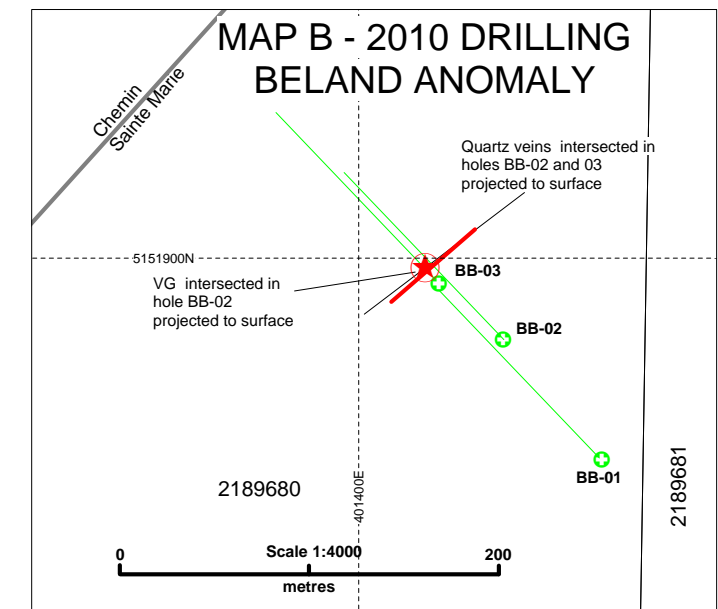 MAP B - 2010 DRILLING
BELAND ANOMALY
Chemin
Sainte Marie
Quartz veins intersected in
holes BB-02 and 03
projected to surface
5151900N
BB-03
VG intersected in
hole BB-02
projected to surface
BB-02
BB-01
2189680
401400E
2189681
0
Scale 1:4000
200
metres